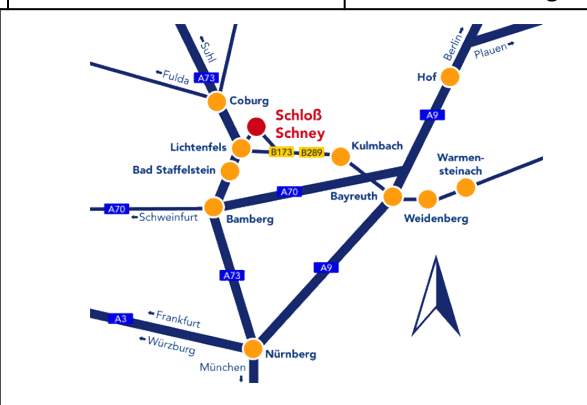 Berlin
Suhl
Plauen
Fulda
A73
Hof
Coburg
Schloß
Schney
A9
Lichtenfels
B173
B289
Kulmbach
Warmen-
steinach
Bad Staffelstein
A70
Bayreuth
A70
Schweinfurt
Bamberg
Weidenberg
A73
A9
A3
Frankfurt
Würzburg
Nürnberg
München